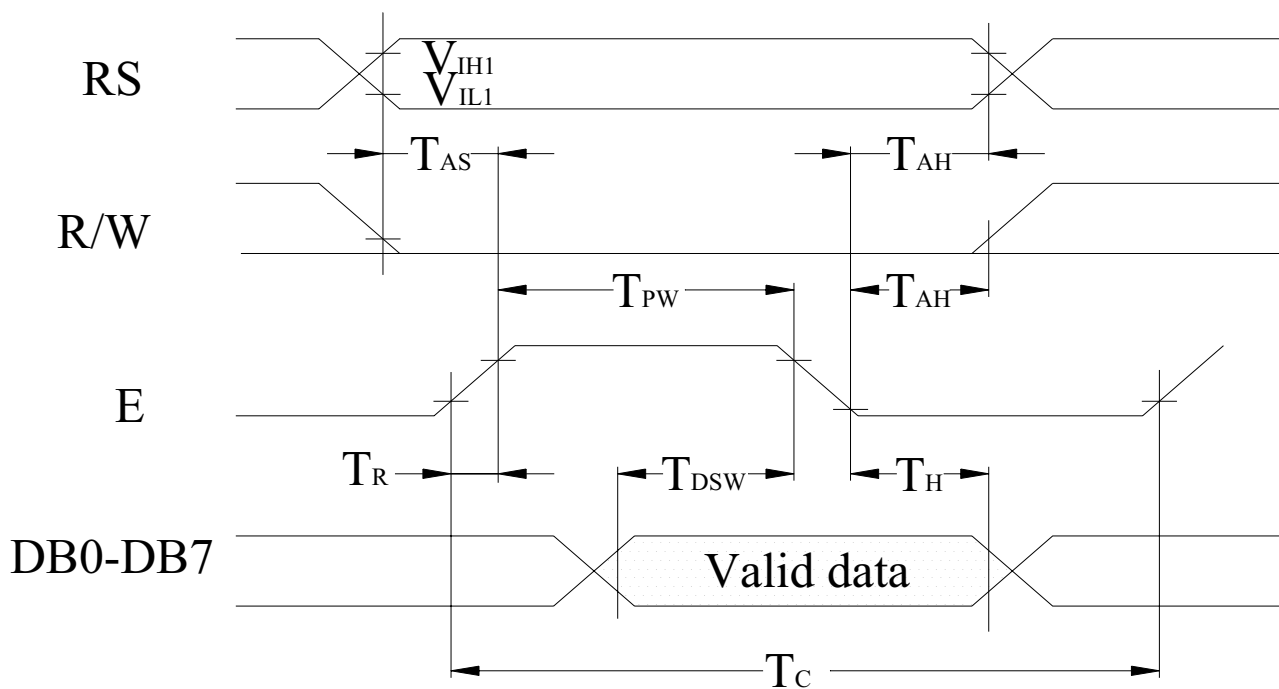 RS
VIH1
VIL1
TAS
TAH
R/W
TPW
TAH
E
TR
TDSW
TH
DB0-DB7
Valid data
TC